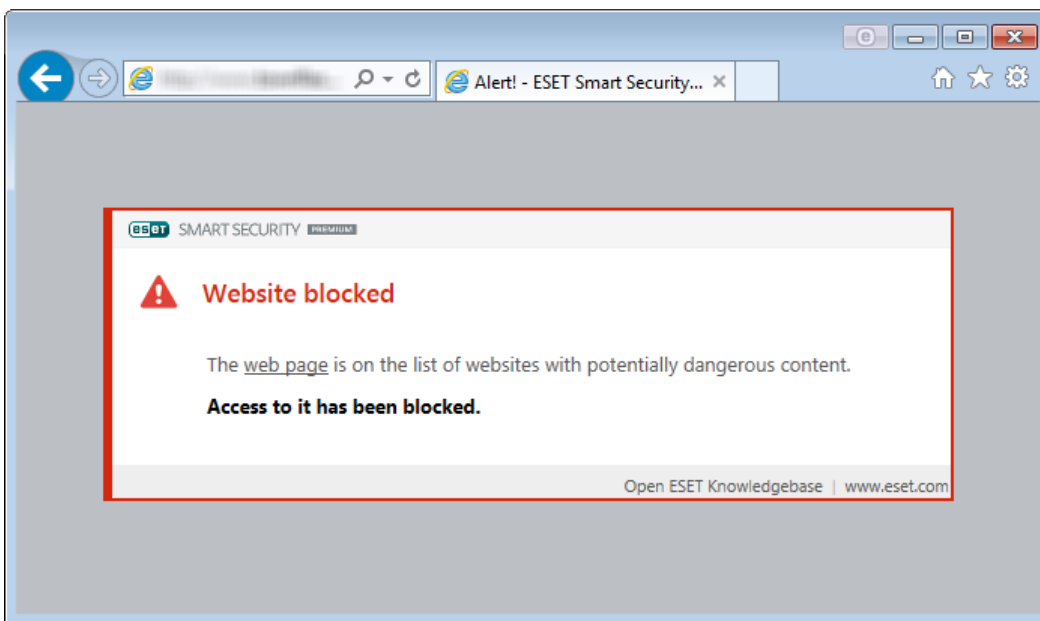 Alert! - ESET Smart Security...
eset SMART SECURITY PREMIUM
Website blocked
The web page is on the list of websites with potentially dangerous content.
Access to it has been blocked.
Open ESET Knowledgebase | www.eset.com